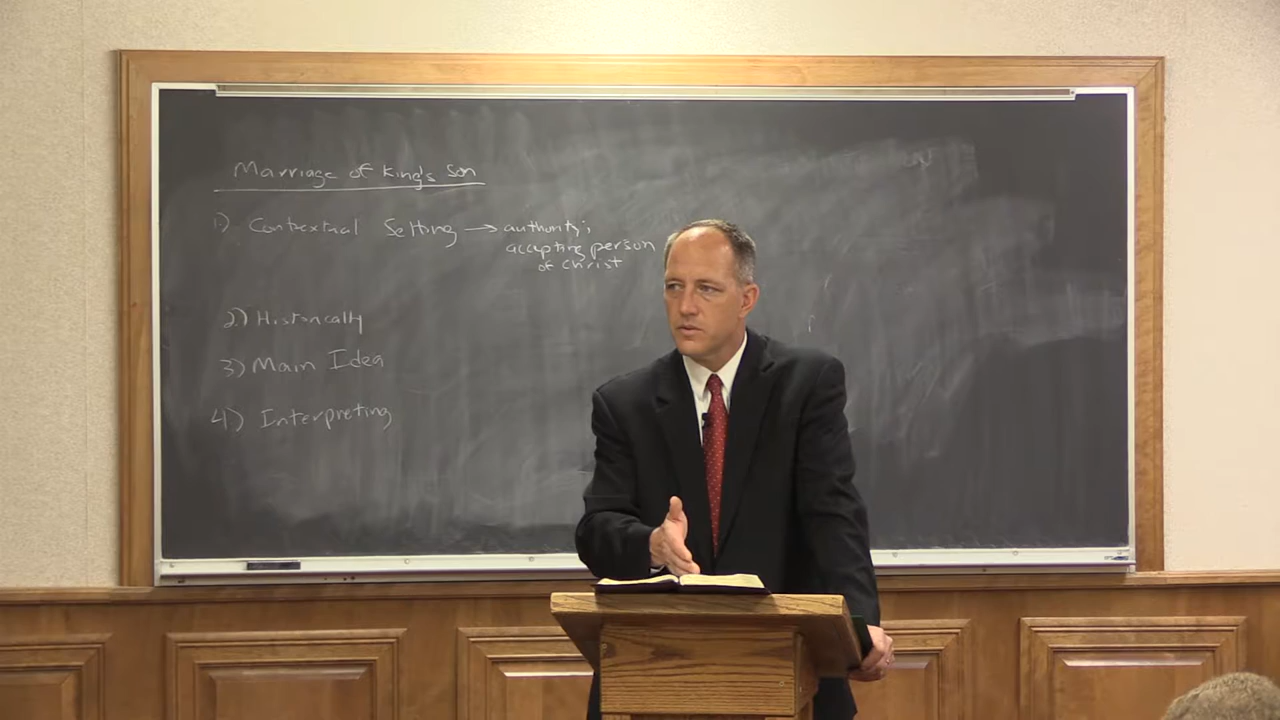 Marriage of King's Son
1) Contextual Setting → authority;
accepting person
of Christ
2) Historically
3) Main Idea
4) Interpreting